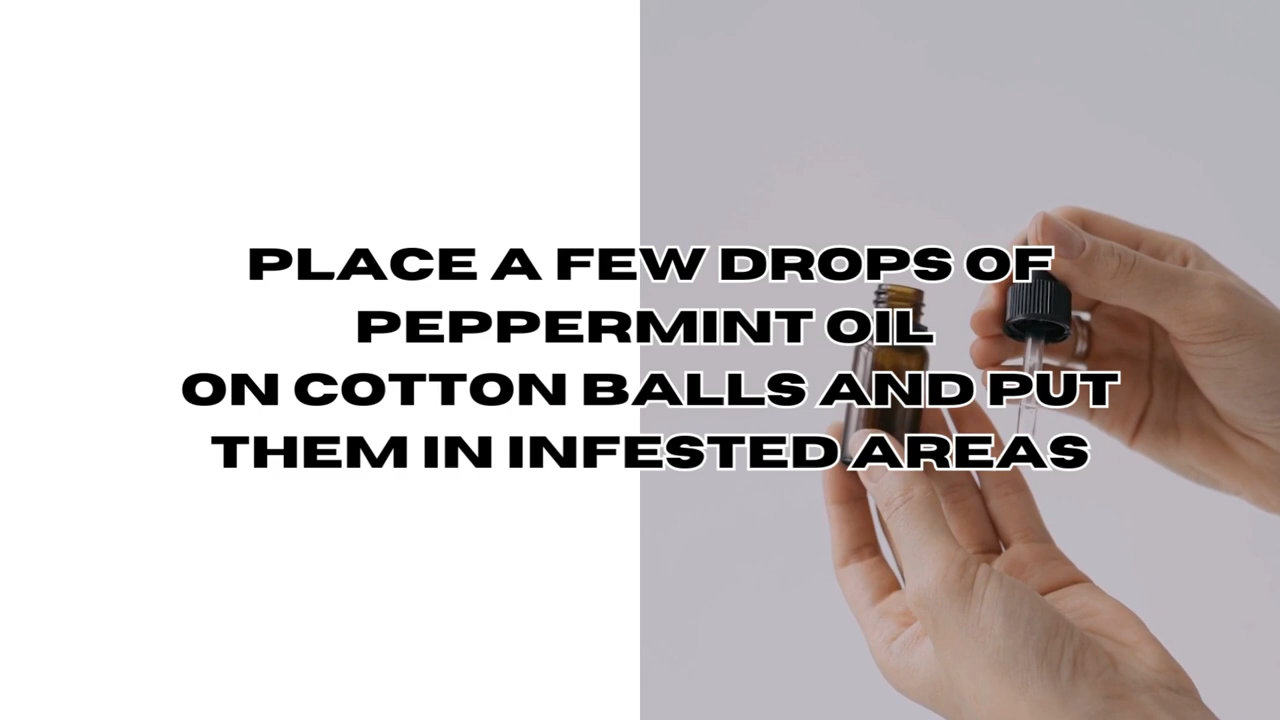 PLACE A FEW DROPS OF
PEPPERMINT OIL
ON COTTON BALLS AND PUT
THEM IN INFESTED AREAS